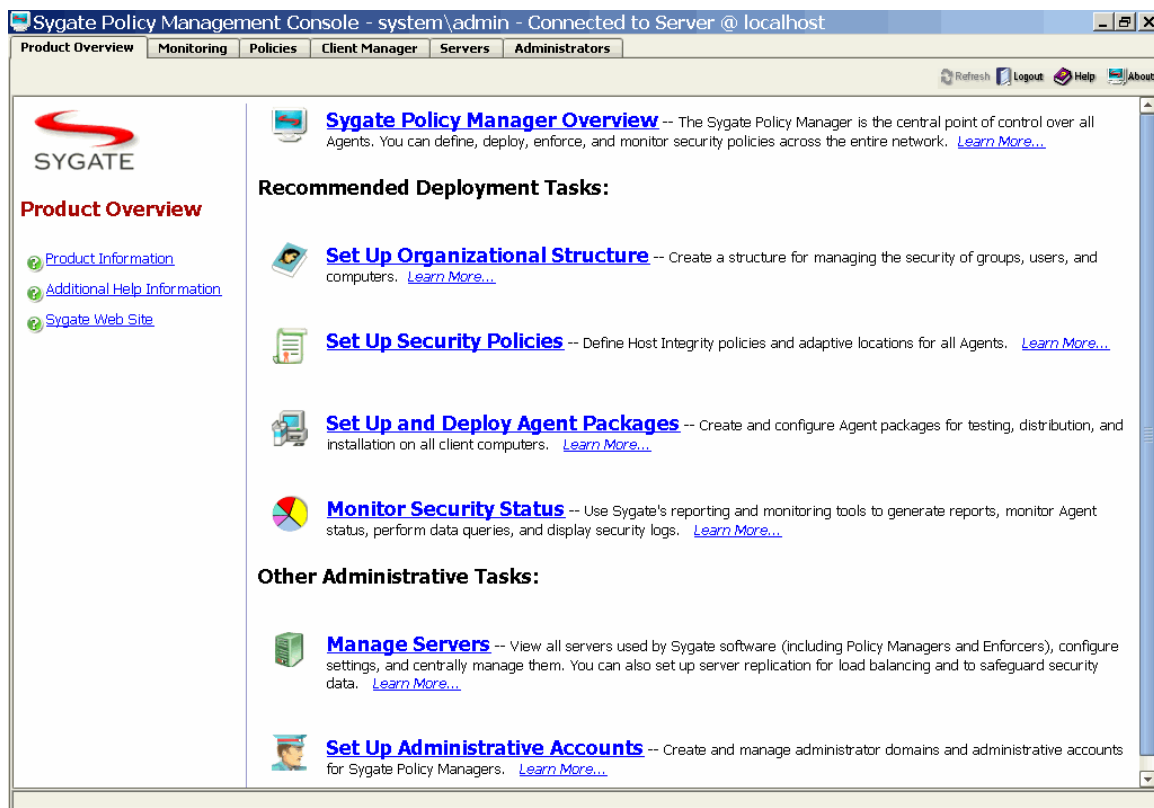 Sygate Policy Management Console - system\admin - Connected to Server @ localhost
Product Overview Monitoring Policies Client Manager Servers Administrators
Refresh Logout Help About
SYGATE
Product Overview
Product Information
Additional Help Information
Sygate Web Site
Sygate Policy Manager Overview -- The Sygate Policy Manager is the central point of control over all
Agents. You can define, deploy, enforce, and monitor security policies across the entire network. Learn More...
Recommended Deployment Tasks:
Set Up Organizational Structure -- Create a structure for managing the security of groups, users, and
computers. Learn More...
Set Up Security Policies -- Define Host Integrity policies and adaptive locations for all Agents. Learn More...
Set Up and Deploy Agent Packages -- Create and configure Agent packages for testing, distribution, and
installation on all client computers. Learn More...
Monitor Security Status -- Use Sygate's reporting and monitoring tools to generate reports, monitor Agent
status, perform data queries, and display security logs. Learn More...
Other Administrative Tasks:
Manage Servers -- View all servers used by Sygate software (including Policy Managers and Enforcers), configure
settings, and centrally manage them. You can also set up server replication for load balancing and to safeguard security
data. Learn More...
Set Up Administrative Accounts -- Create and manage administrator domains and administrative accounts
for Sygate Policy Managers. Learn More...